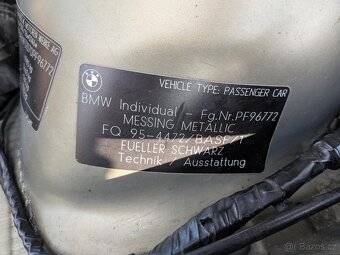 VEHICLE TYPE: PASSENGER CAR
BMW Individual - Fg.Nr.PF96772
MESSING METALLIC
FQ 95-4472/BASF/1
FUELLER SCHWARZ
Technik / Ausstattung